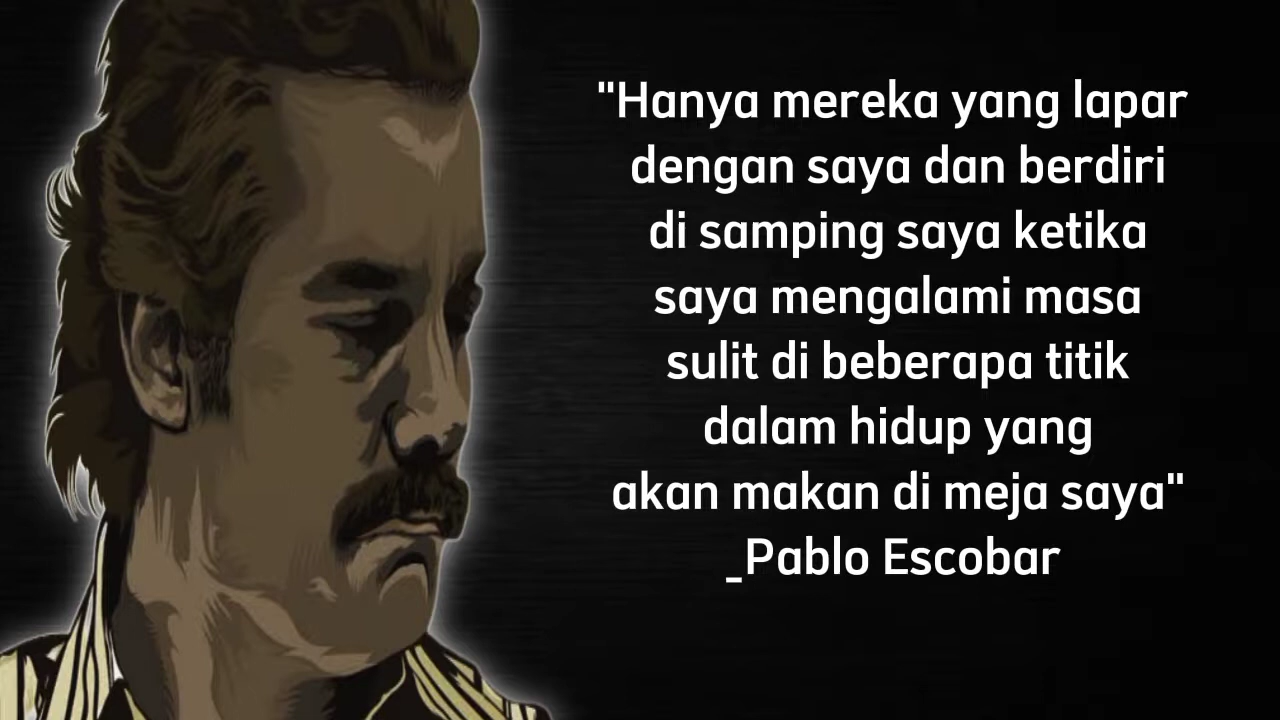 "Hanya mereka yang lapar
dengan saya dan berdiri
di samping saya ketika
saya mengalami masa
sulit di beberapa titik
dalam hidup yang
akan makan di meja saya"
_Pablo Escobar